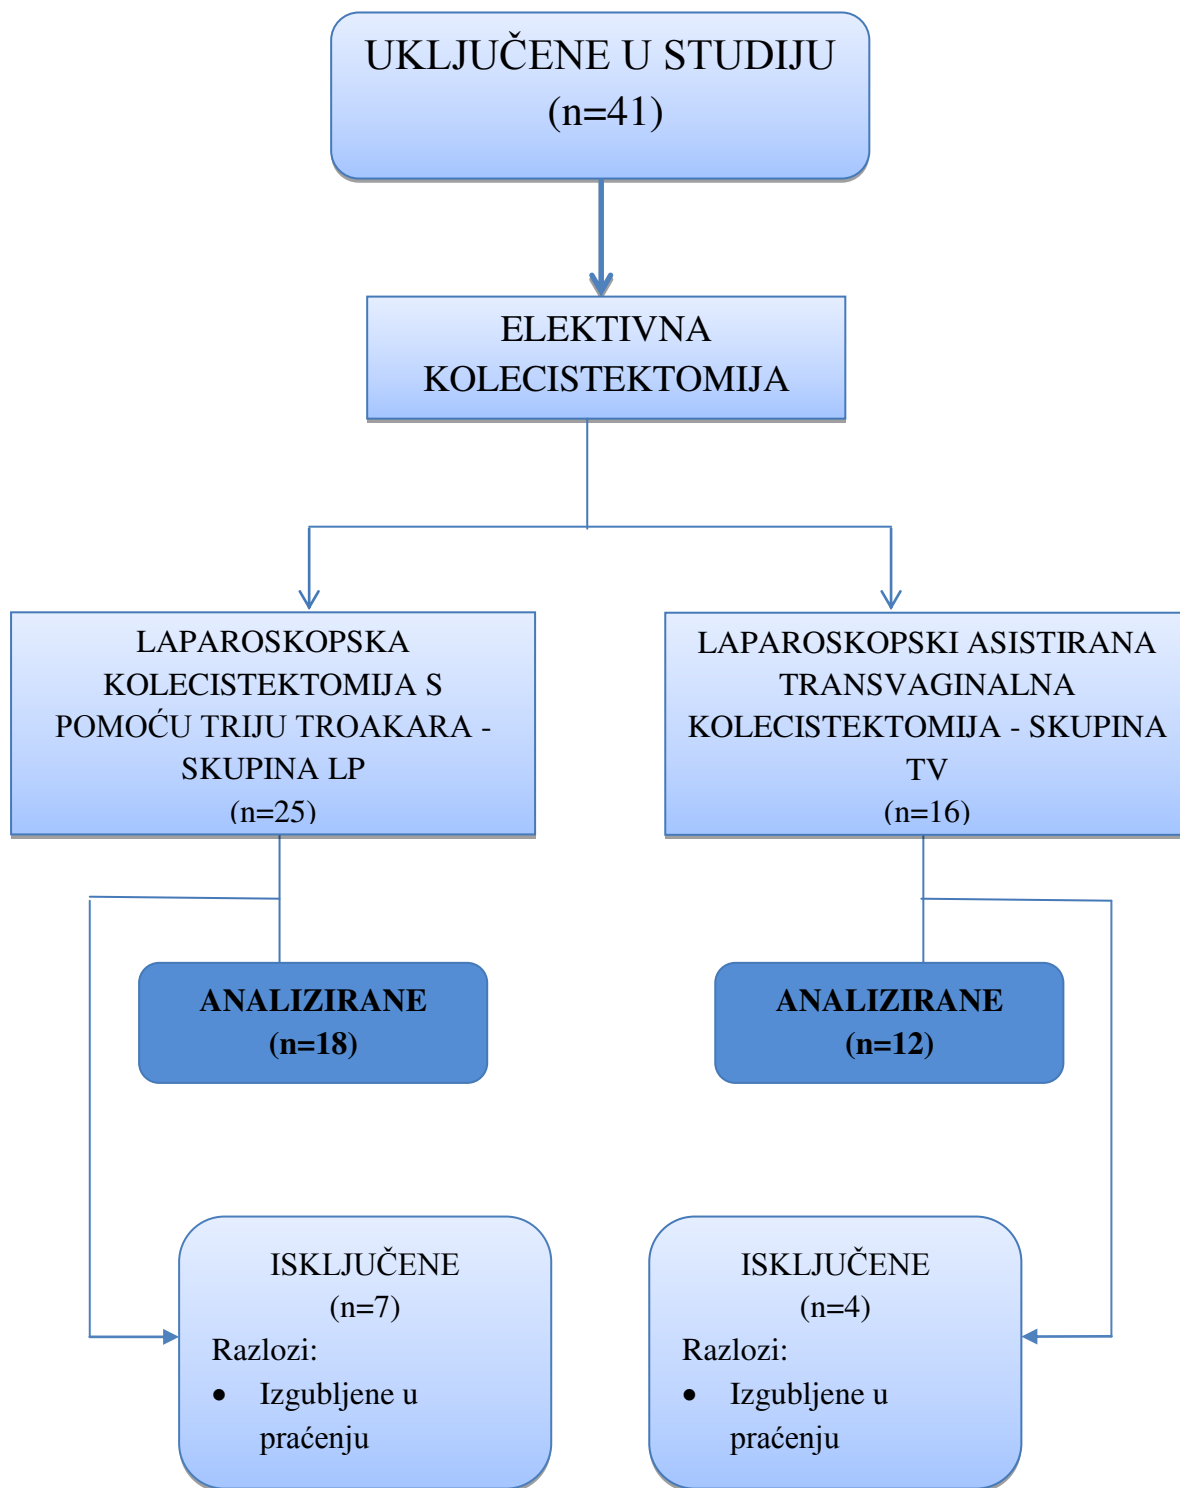 UKLJUČENE U STUDIJU
(n=41)
ELEKTIVNA
KOLECISTEKTOMIJA
LAPAROSKOPSKA
KOLECISTEKTOMIJA S
POMOĆU TRIJU TROAKARA -
SKUPINA LP
(n=25)
LAPAROSKOPSKI ASISTIRANA
TRANSVAGINALNA
KOLECISTEKTOMIJA - SKUPINA
TV
(n=16)
ANALIZIRANE
(n=18)
ANALIZIRANE
(n=12)
ISKLJUČENE
(n=7)
Razlozi:
• Izgubljene u
praćenju
ISKLJUČENE
(n=4)
Razlozi:
• Izgubljene u
praćenju